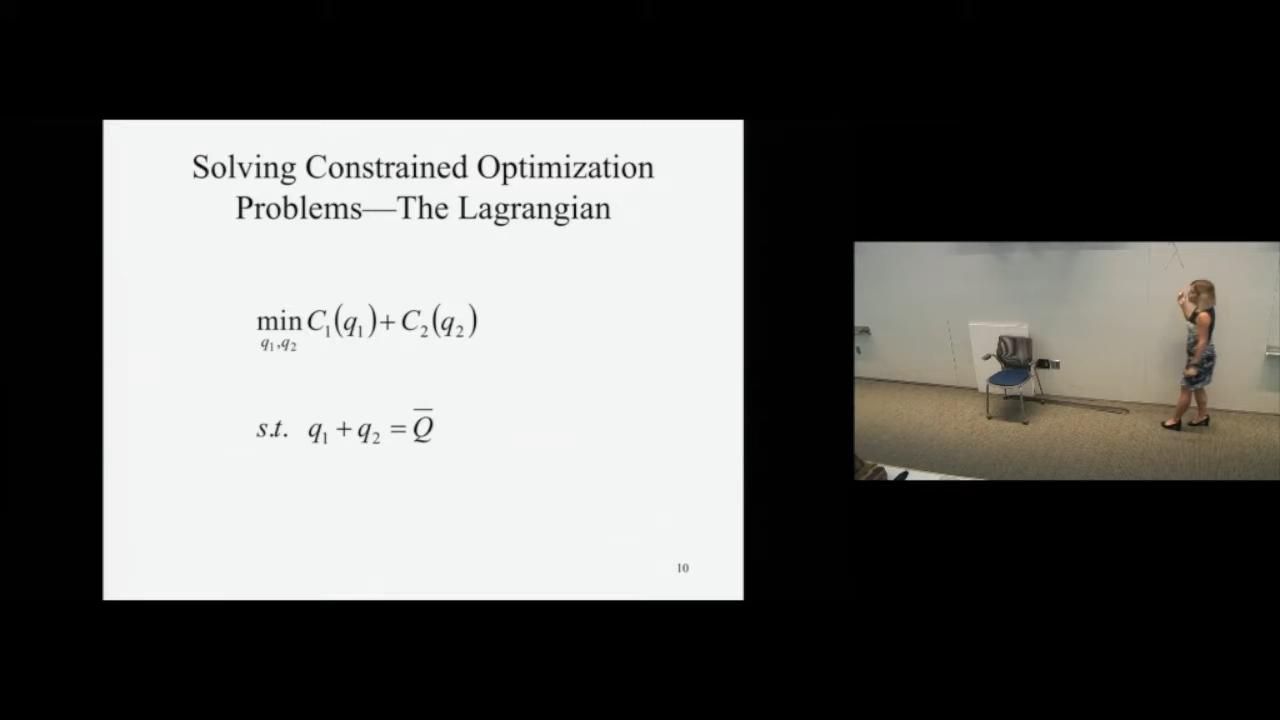 Solving Constrained Optimization
Problems—The Lagrangian
min C₁(q₁)+C₂(q₂)
q₁,q₂
s.t. q₁ + q₂ = Q̅
10